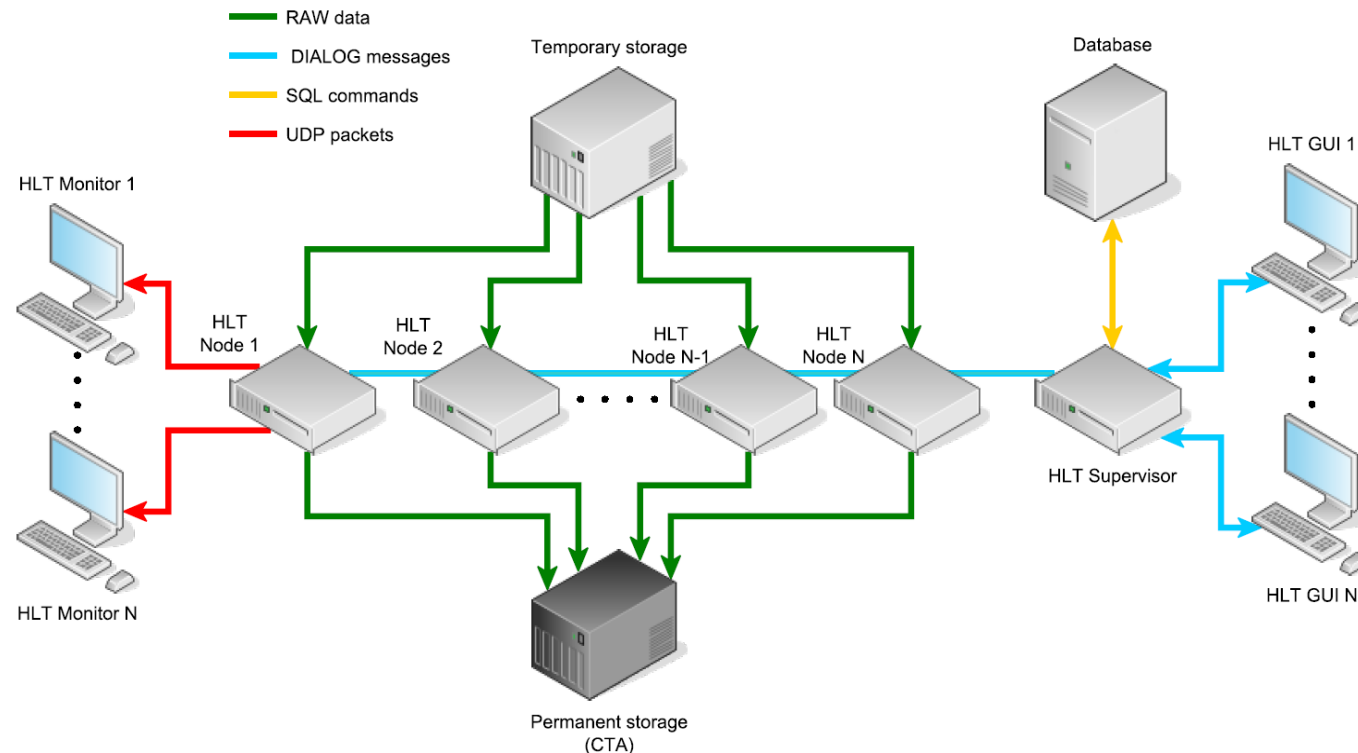 RAW data
DIALOG messages
SQL commands
UDP packets
Temporary storage
Database
HLT GUI 1
HLT Monitor 1
HLT
Node 1
HLT
Node 2
HLT
Node N-1
HLT
Node N
HLT Supervisor
HLT Monitor N
HLT GUI N
Permanent storage
(CTA)